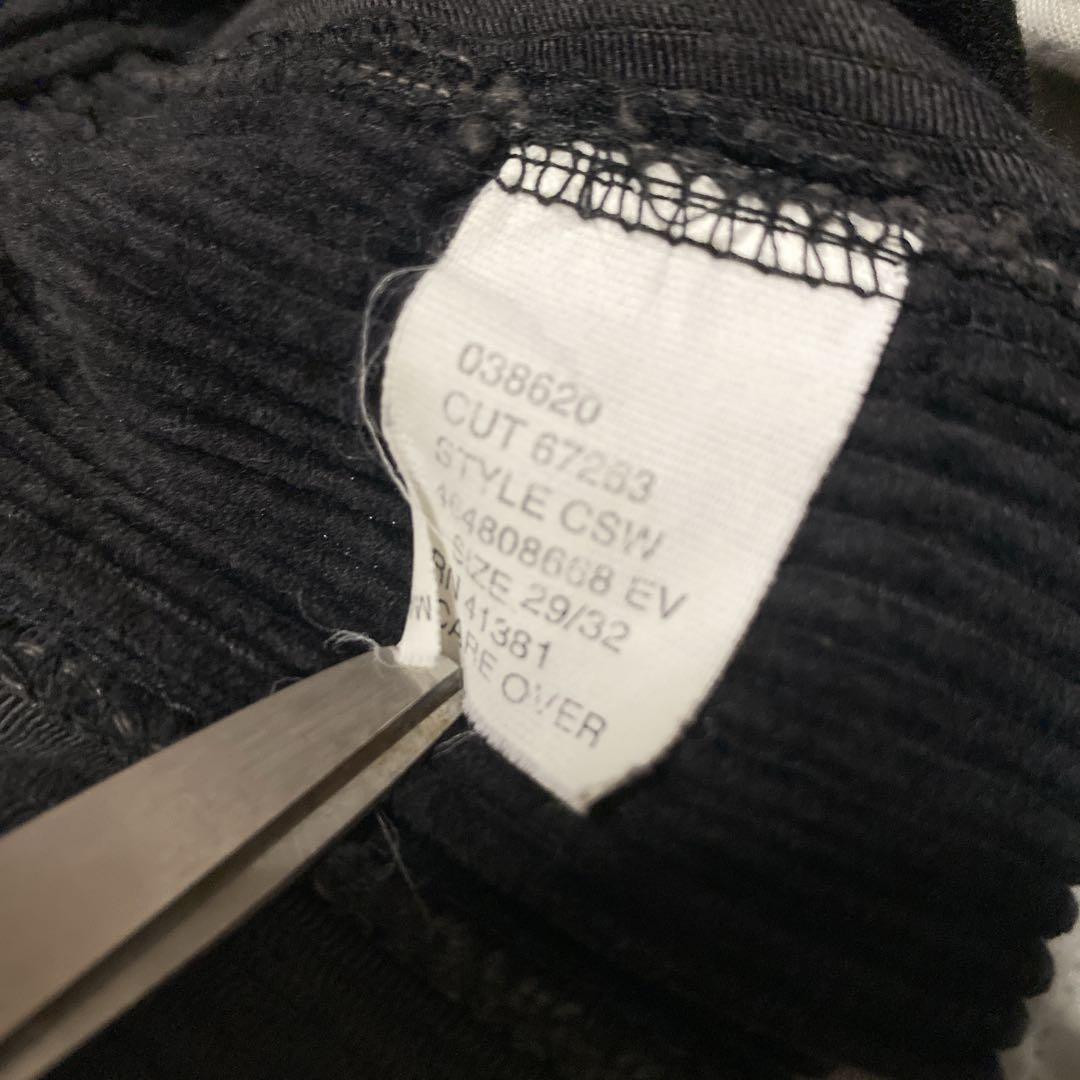 038620
CUT 67263
STYLE CSW
464808668 EV
SIZE 29/32
RN 41381
CARE OVER